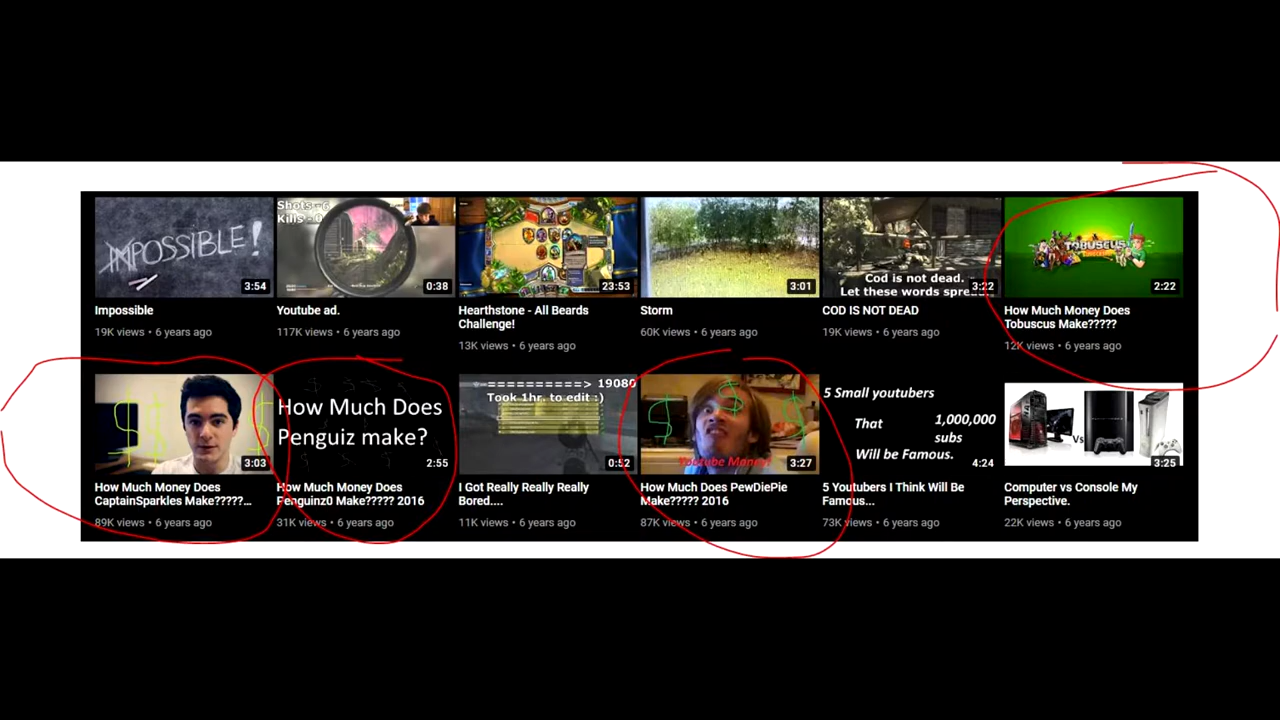 IMPOSSIBLE!
3:54
Shots - 6
Kills - 0
0:38
23:53
3:01
Cod is not dead.
Let these words spre
3:22
TOBUSCUS
2:22
Impossible
19K views • 6 years ago
Youtube ad.
117K views • 6 years ago
Hearthstone - All Beards
Challenge!
13K views • 6 years ago
Storm
60K views • 6 years ago
COD IS NOT DEAD
19K views • 6 years ago
How Much Money Does
Tobuscus Make?????
12K views • 6 years ago
$ $ $
3:03
How Much Does
Penguiz make?
2:55
==========> 19080
Took 1hr. to edit :)
0:52
$ $ $
Youtube Money
3:27
5 Small youtubers
That 1,000,000
subs
Will be Famous.
4:24
Vs
3:25
How Much Money Does
CaptainSparkles Make?????...
89K views • 6 years ago
How Much Money Does
Penguinz0 Make????? 2016
31K views • 6 years ago
I Got Really Really Really
Bored....
11K views • 6 years ago
How Much Does PewDiePie
Make????? 2016
87K views • 6 years ago
5 Youtubers I Think Will Be
Famous...
73K views • 6 years ago
Computer vs Console My
Perspective.
22K views • 6 years ago